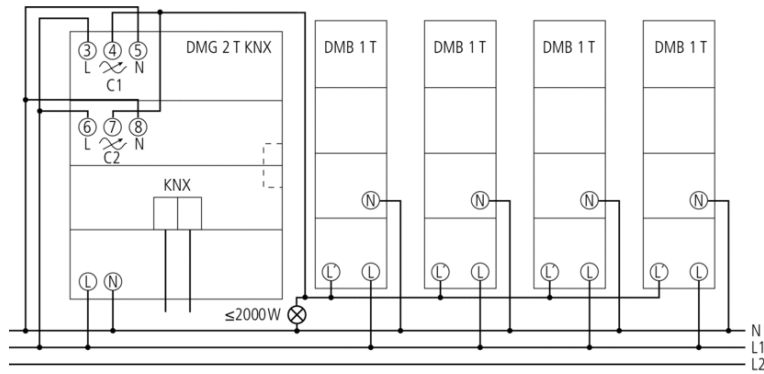 DMG 2 T KNX DMB 1 T DMB 1 T DMB 1 T DMB 1 T
3 4 5
L N
C1
6 7 8
L N
C2
KNX
N N N N
L N L´ L L´ L L´ L L´ L
≤2000W
N
L1
L2